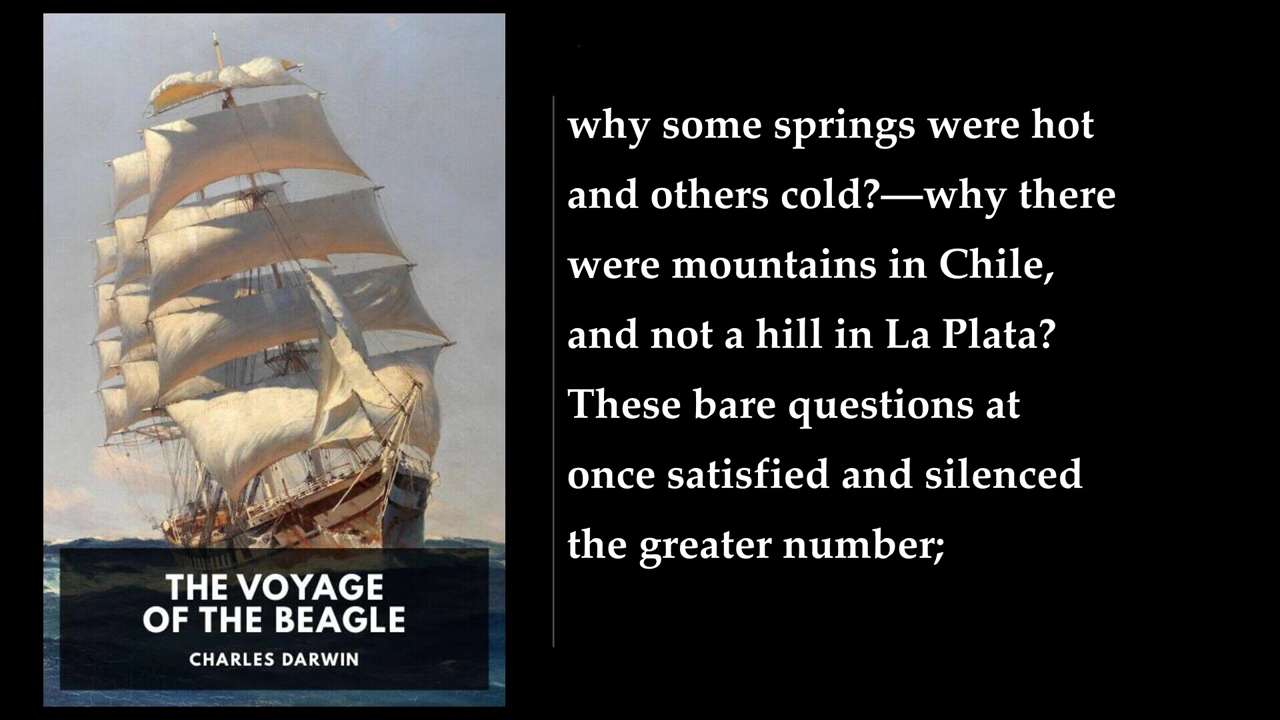 THE VOYAGE
OF THE BEAGLE
CHARLES DARWIN
why some springs were hot
and others cold?—why there
were mountains in Chile,
and not a hill in La Plata?
These bare questions at
once satisfied and silenced
the greater number;